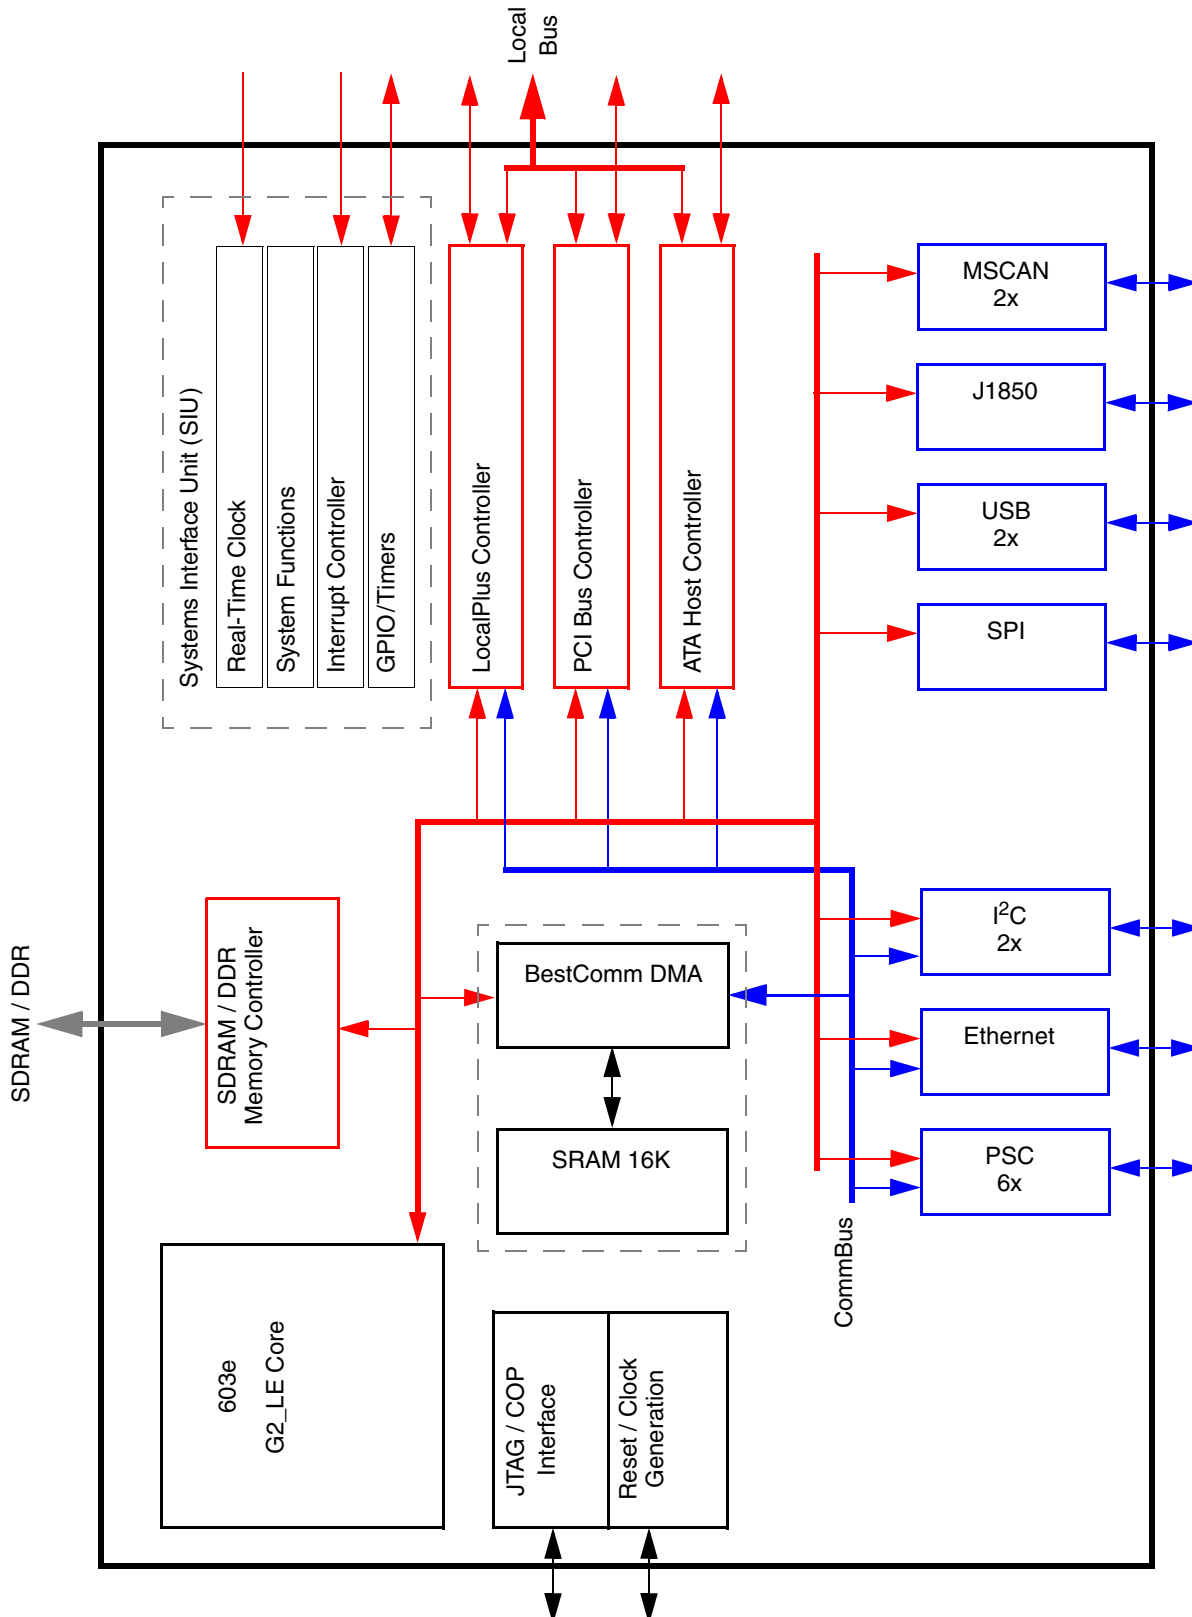 Local
Bus
Systems Interface Unit (SIU)
Real-Time Clock
System Functions
Interrupt Controller
GPIO/Timers
LocalPlus Controller
PCI Bus Controller
ATA Host Controller
MSCAN
2x
J1850
USB
2x
SPI
SDRAM / DDR
SDRAM / DDR
Memory Controller
BestComm DMA
SRAM 16K
I²C
2x
Ethernet
PSC
6x
CommBus
603e
G2_LE Core
JTAG / COP
Interface
Reset / Clock
Generation